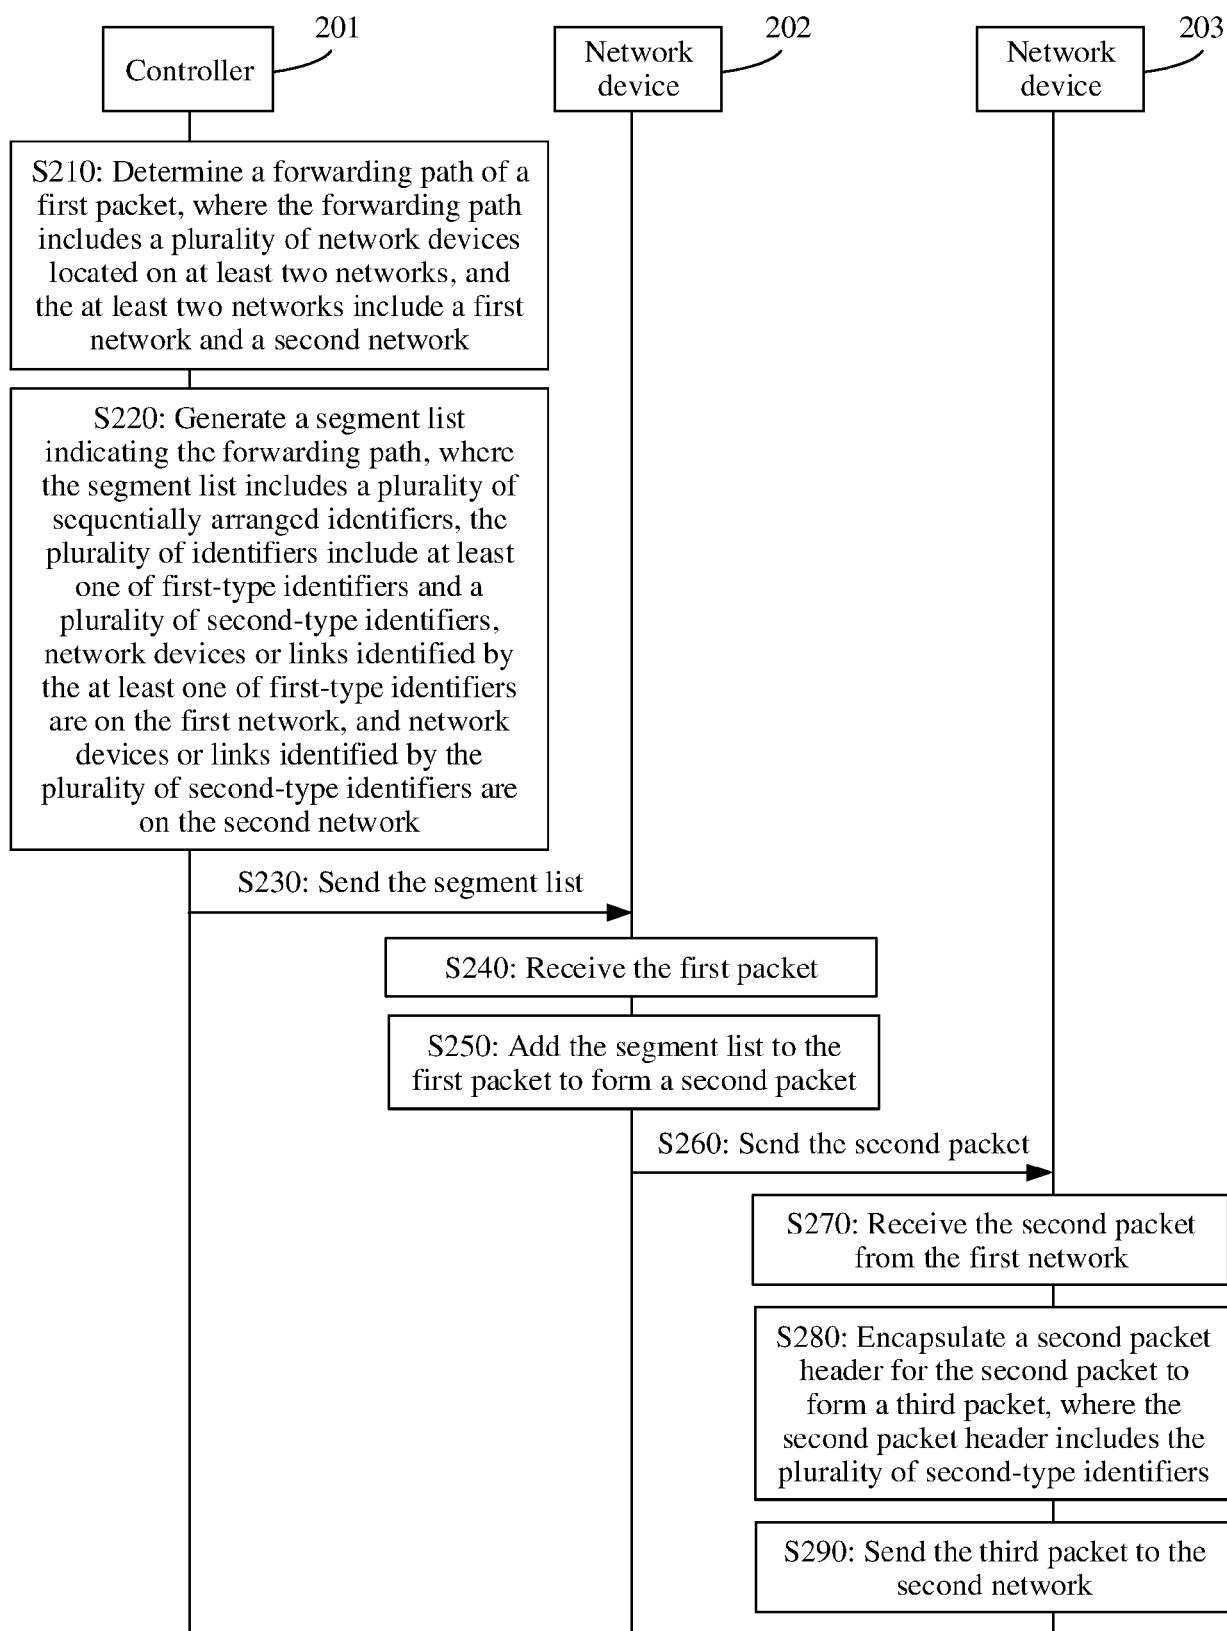 201
202
203
Controller
Network
device
Network
device
S210: Determine a forwarding path of a
first packet, where the forwarding path
includes a plurality of network devices
located on at least two networks, and
the at least two networks include a first
network and a second network
S220: Generate a segment list
indicating the forwarding path, where
the segment list includes a plurality of
sequentially arranged identifiers, the
plurality of identifiers include at least
one of first-type identifiers and a
plurality of second-type identifiers,
network devices or links identified by
the at least one of first-type identifiers
are on the first network, and network
devices or links identified by the
plurality of second-type identifiers are
on the second network
S230: Send the segment list
S240: Receive the first packet
S250: Add the segment list to the
first packet to form a second packet
S260: Send the second packet
S270: Receive the second packet
from the first network
S280: Encapsulate a second packet
header for the second packet to
form a third packet, where the
second packet header includes the
plurality of second-type identifiers
S290: Send the third packet to the
second network